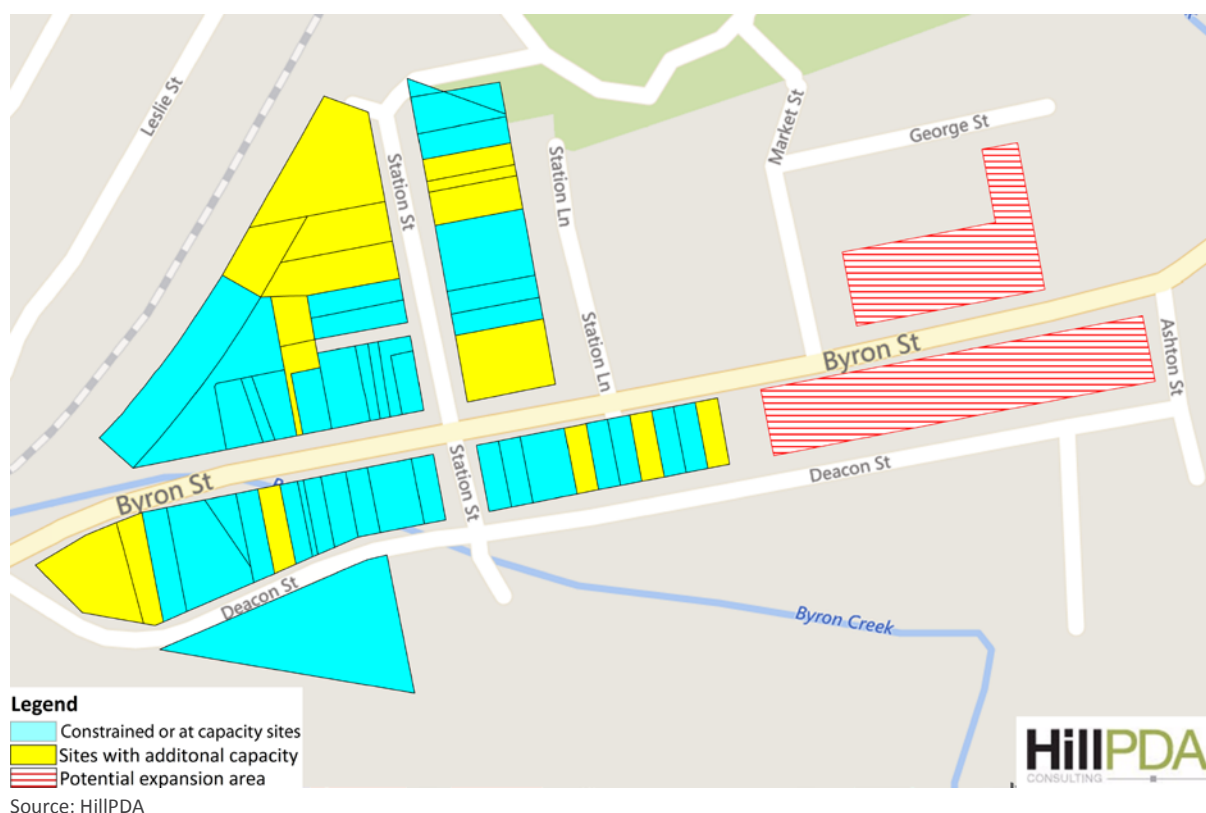 Leslie St
Station St
Station Ln
Market St
George St
Station Ln
Byron St
Ashton St
Station St
Byron St
Deacon St
Deacon St
Byron Creek
Legend
Constrained or at capacity sites
Sites with additonal capacity
Potential expansion area
HillPDA
CONSULTING
Source: HillPDA